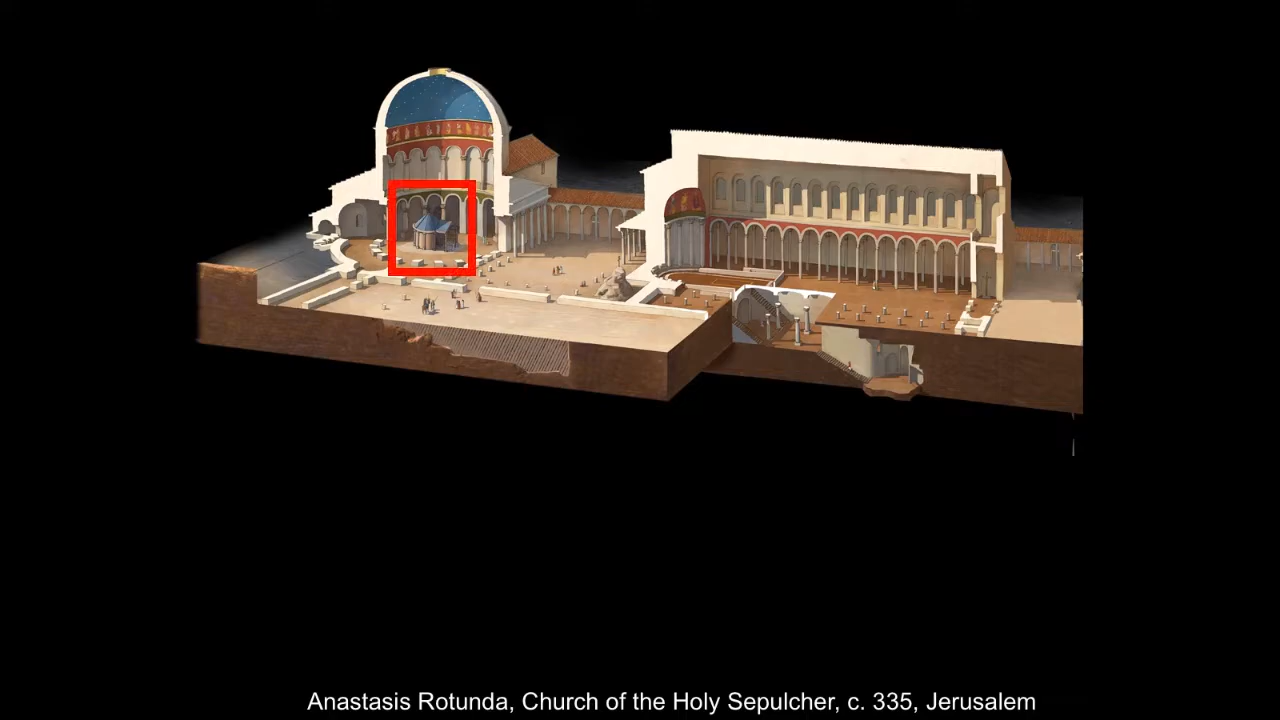 Anastasis Rotunda, Church of the Holy Sepulcher, c. 335, Jerusalem